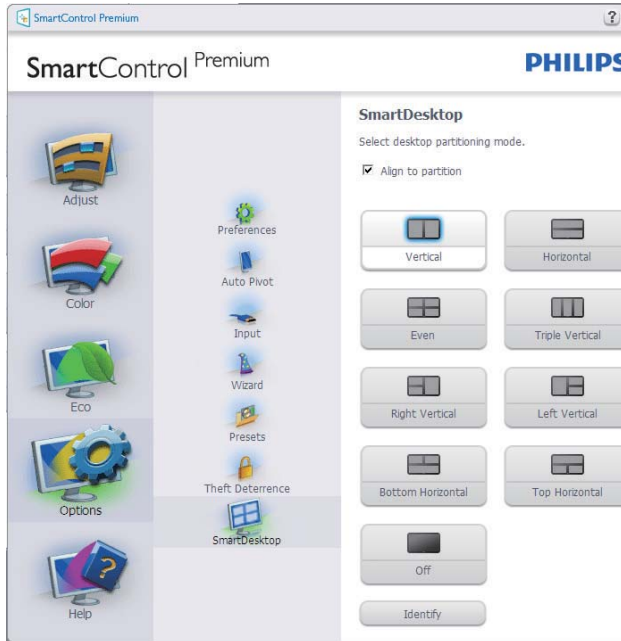 SmartControl Premium
?
SmartControl Premium
PHILIPS
SmartDesktop
Select desktop partitioning mode.
Align to partition
Adjust
Color
Eco
Options
Help
Preferences
Auto Pivot
Input
Wizard
Presets
Theft Deterrence
SmartDesktop
Vertical
Horizontal
Even
Triple Vertical
Right Vertical
Left Vertical
Bottom Horizontal
Top Horizontal
Off
Identify
?